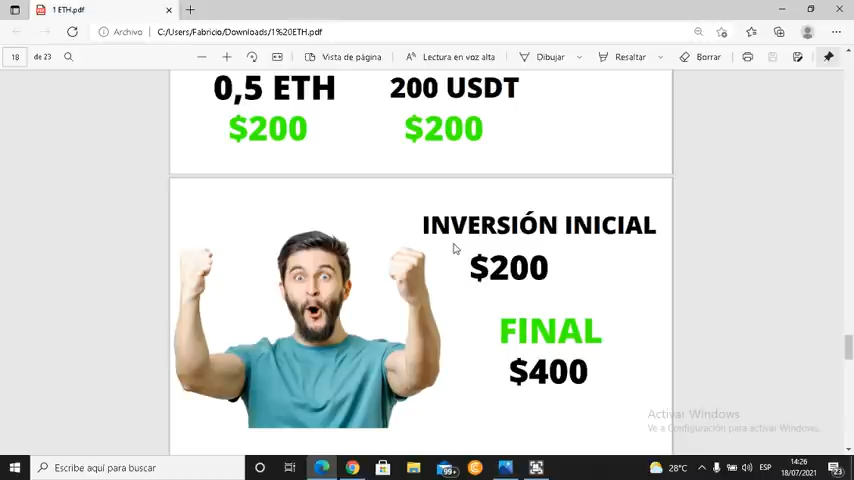 1 ETH.pdf
Archivo
C:/Users/Fabricio/Downloads/1%20ETH.pdf
18 de 23
Vista de página
Lectura en voz alta
Dibujar
Resaltar
Borrar
0,5 ETH
200 USDT
$200
$200
INVERSIÓN INICIAL
$200
FINAL
$400
Activar Windows
Ve a Configuración para activar Windows.
Escribe aquí para buscar
99+
28°C
ESP
14:26
18/07/2021
23